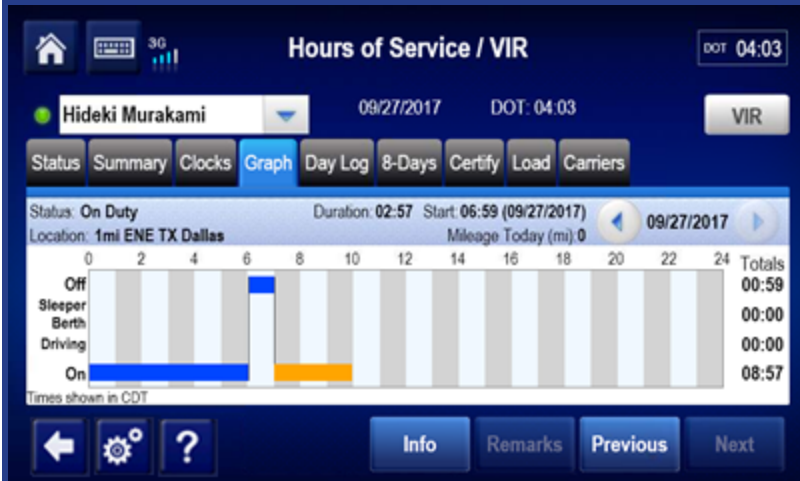 3G
Hours of Service / VIR
DOT 04:03
Hideki Murakami
09/27/2017
DOT: 04:03
VIR
Status Summary Clocks Graph Day Log 8-Days Certify Load Carriers
Status: On Duty Duration: 02:57 Start: 06:59 (09/27/2017)
Location: 1mi ENE TX Dallas Mileage Today (mi):0
09/27/2017
0 2 4 6 8 10 12 14 16 18 20 22 24 Totals
Off 00:59
Sleeper
Berth 00:00
Driving 00:00
On 08:57
Times shown in CDT
? Info Remarks Previous Next